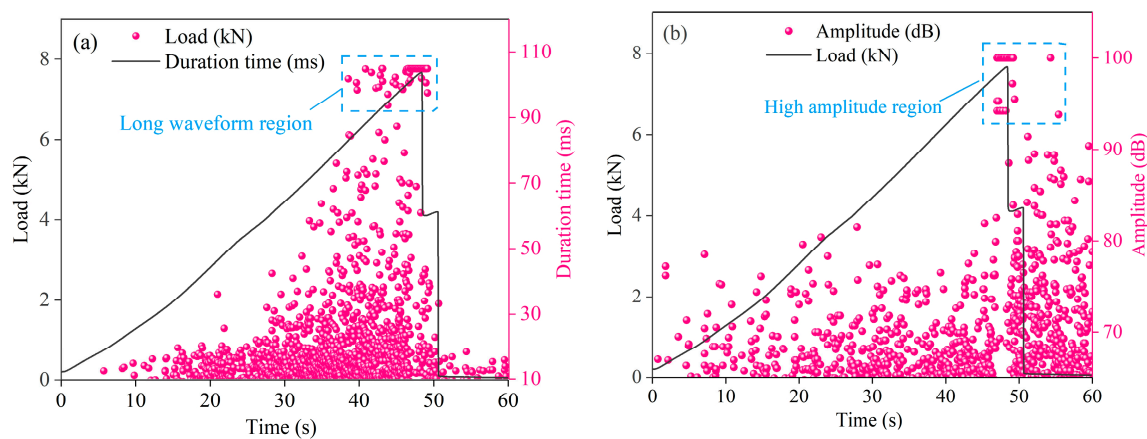 (a)
Load (kN)
Duration time (ms)
Long waveform region
Load (kN)
0
2
4
6
8
0
10
20
30
40
50
60
Time (s)
10
30
50
70
90
110
Duration time (ms)
(b)
Amplitude (dB)
Load (kN)
High amplitude region
Load (kN)
0
2
4
6
8
0
10
20
30
40
50
60
Time (s)
70
80
90
100
Amplitude (dB)